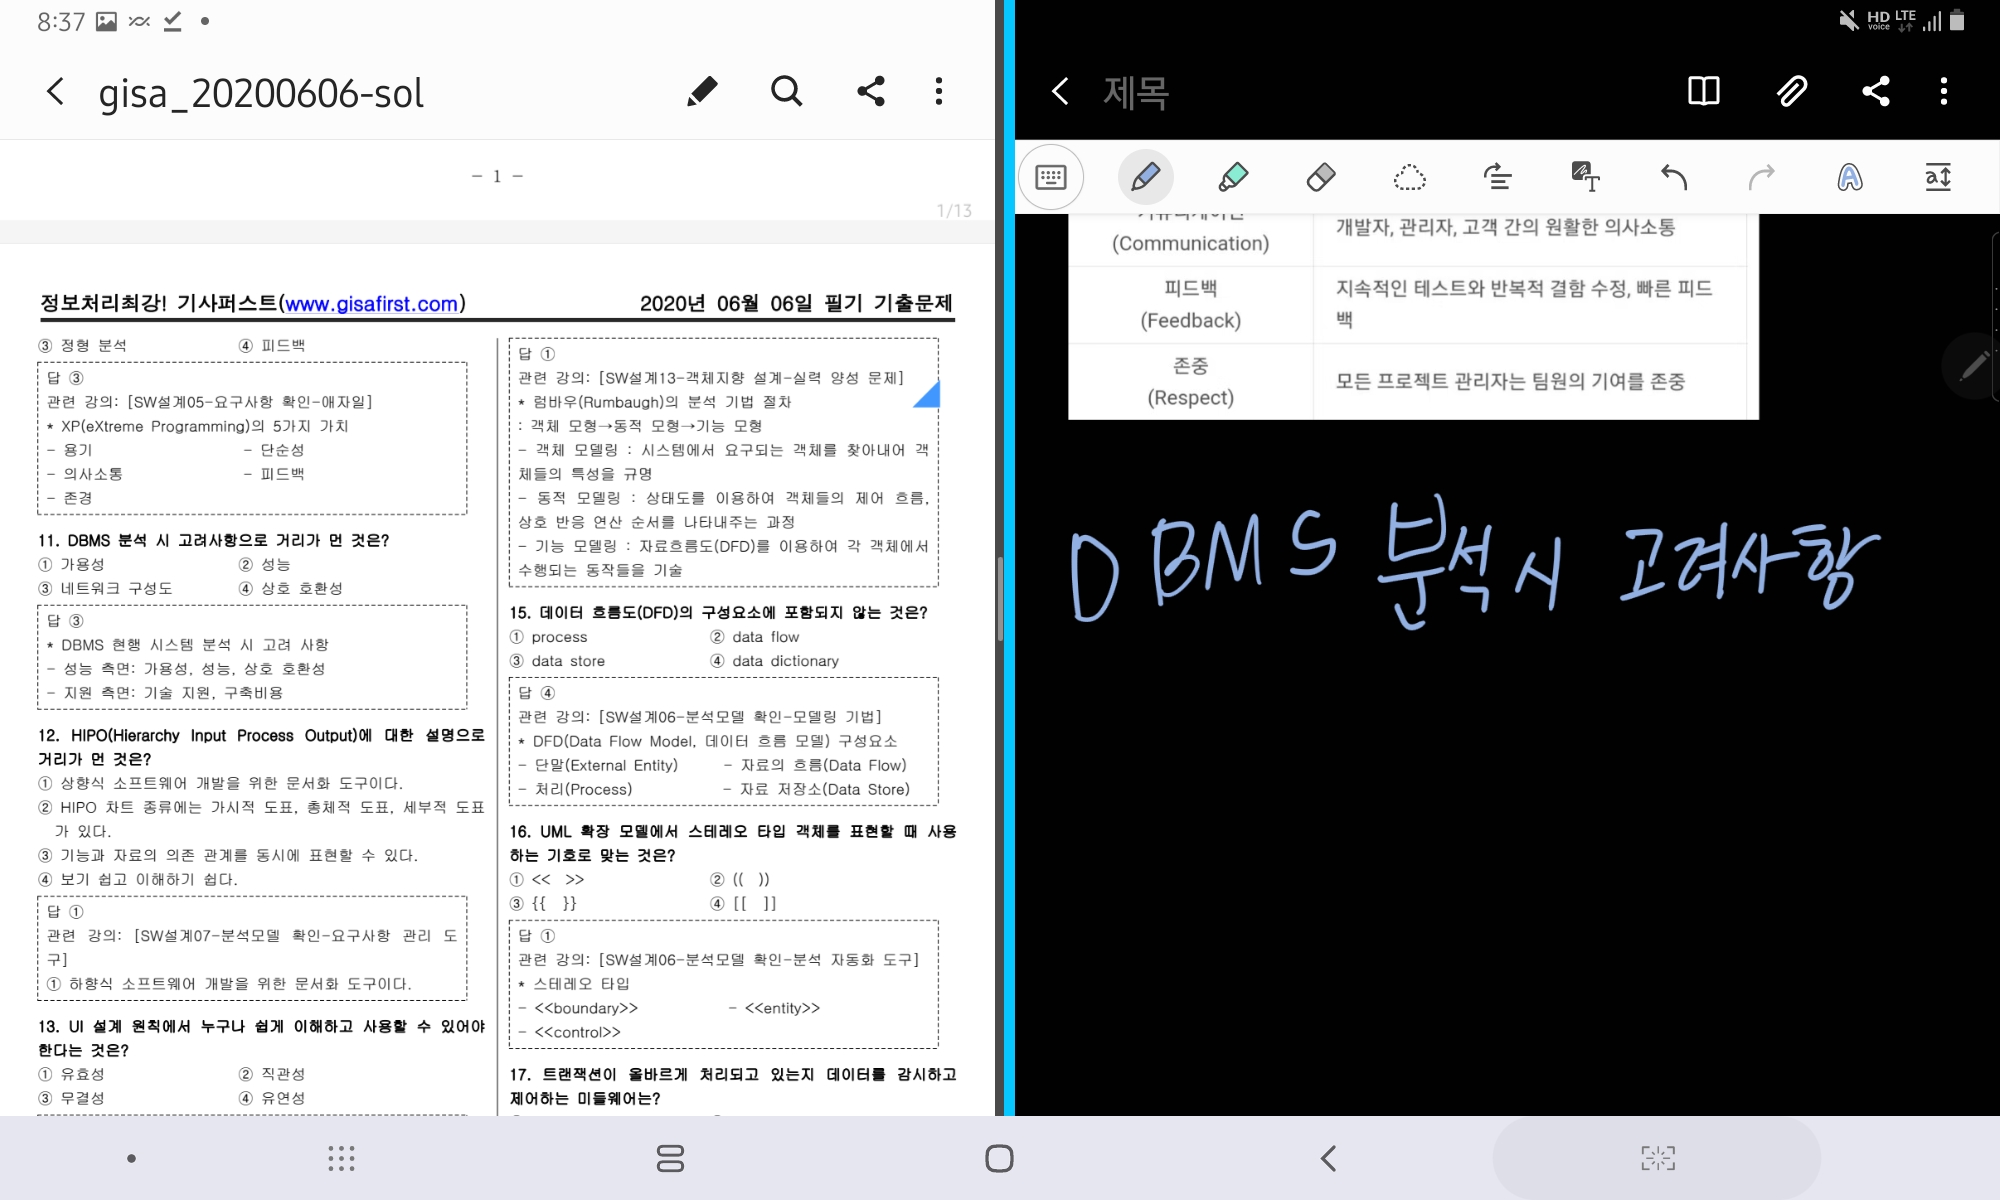 8:37
gisa_20200606-sol
- 1 -
1/13
정보처리최강! 기사퍼스트(www.gisafirst.com)
2020년 06월 06일 필기 기출문제
③ 정형 분석 ④ 피드백
답 ③
관련 강의: [SW설계05-요구사항 확인-애자일]
* XP(eXtreme Programming)의 5가지 가치
- 용기 - 단순성
- 의사소통 - 피드백
- 존경
11. DBMS 분석 시 고려사항으로 거리가 먼 것은?
① 가용성 ② 성능
③ 네트워크 구성도 ④ 상호 호환성
답 ③
* DBMS 현행 시스템 분석 시 고려 사항
- 성능 측면: 가용성, 성능, 상호 호환성
- 지원 측면: 기술 지원, 구축비용
12. HIPO(Hierarchy Input Process Output)에 대한 설명으로
거리가 먼 것은?
① 상향식 소프트웨어 개발을 위한 문서화 도구이다.
② HIPO 차트 종류에는 가시적 도표, 총체적 도표, 세부적 도표
가 있다.
③ 기능과 자료의 의존 관계를 동시에 표현할 수 있다.
④ 보기 쉽고 이해하기 쉽다.
답 ①
관련 강의: [SW설계07-분석모델 확인-요구사항 관리 도
구]
① 하향식 소프트웨어 개발을 위한 문서화 도구이다.
13. UI 설계 원칙에서 누구나 쉽게 이해하고 사용할 수 있어야
한다는 것은?
① 유효성 ② 직관성
③ 무결성 ④ 유연성
답 ①
관련 강의: [SW설계13-객체지향 설계-실력 양성 문제]
* 럼바우(Rumbaugh)의 분석 기법 절차
: 객체 모형→동적 모형→기능 모형
- 객체 모델링 : 시스템에서 요구되는 객체를 찾아내어 객
체들의 특성을 규명
- 동적 모델링 : 상태도를 이용하여 객체들의 제어 흐름,
상호 반응 연산 순서를 나타내주는 과정
- 기능 모델링 : 자료흐름도(DFD)를 이용하여 각 객체에서
수행되는 동작들을 기술
15. 데이터 흐름도(DFD)의 구성요소에 포함되지 않는 것은?
① process ② data flow
③ data store ④ data dictionary
답 ④
관련 강의: [SW설계06-분석모델 확인-모델링 기법]
* DFD(Data Flow Model, 데이터 흐름 모델) 구성요소
- 단말(External Entity) - 자료의 흐름(Data Flow)
- 처리(Process) - 자료 저장소(Data Store)
16. UML 확장 모델에서 스테레오 타입 객체를 표현할 때 사용
하는 기호로 맞는 것은?
① << >> ② (( ))
③ {{ }} ④ [[ ]]
답 ①
관련 강의: [SW설계06-분석모델 확인-분석 자동화 도구]
* 스테레오 타입
- <<boundary>> - <<entity>>
- <<control>>
17. 트랜잭션이 올바르게 처리되고 있는지 데이터를 감시하고
제어하는 미들웨어는?
HD voice LTE
제목
(Communication)
개발자, 관리자, 고객 간의 원활한 의사소통
피드백
(Feedback)
지속적인 테스트와 반복적 결함 수정, 빠른 피드
백
존중
(Respect)
모든 프로젝트 관리자는 팀원의 기여를 존중
DBMS 분석 시 고려사항